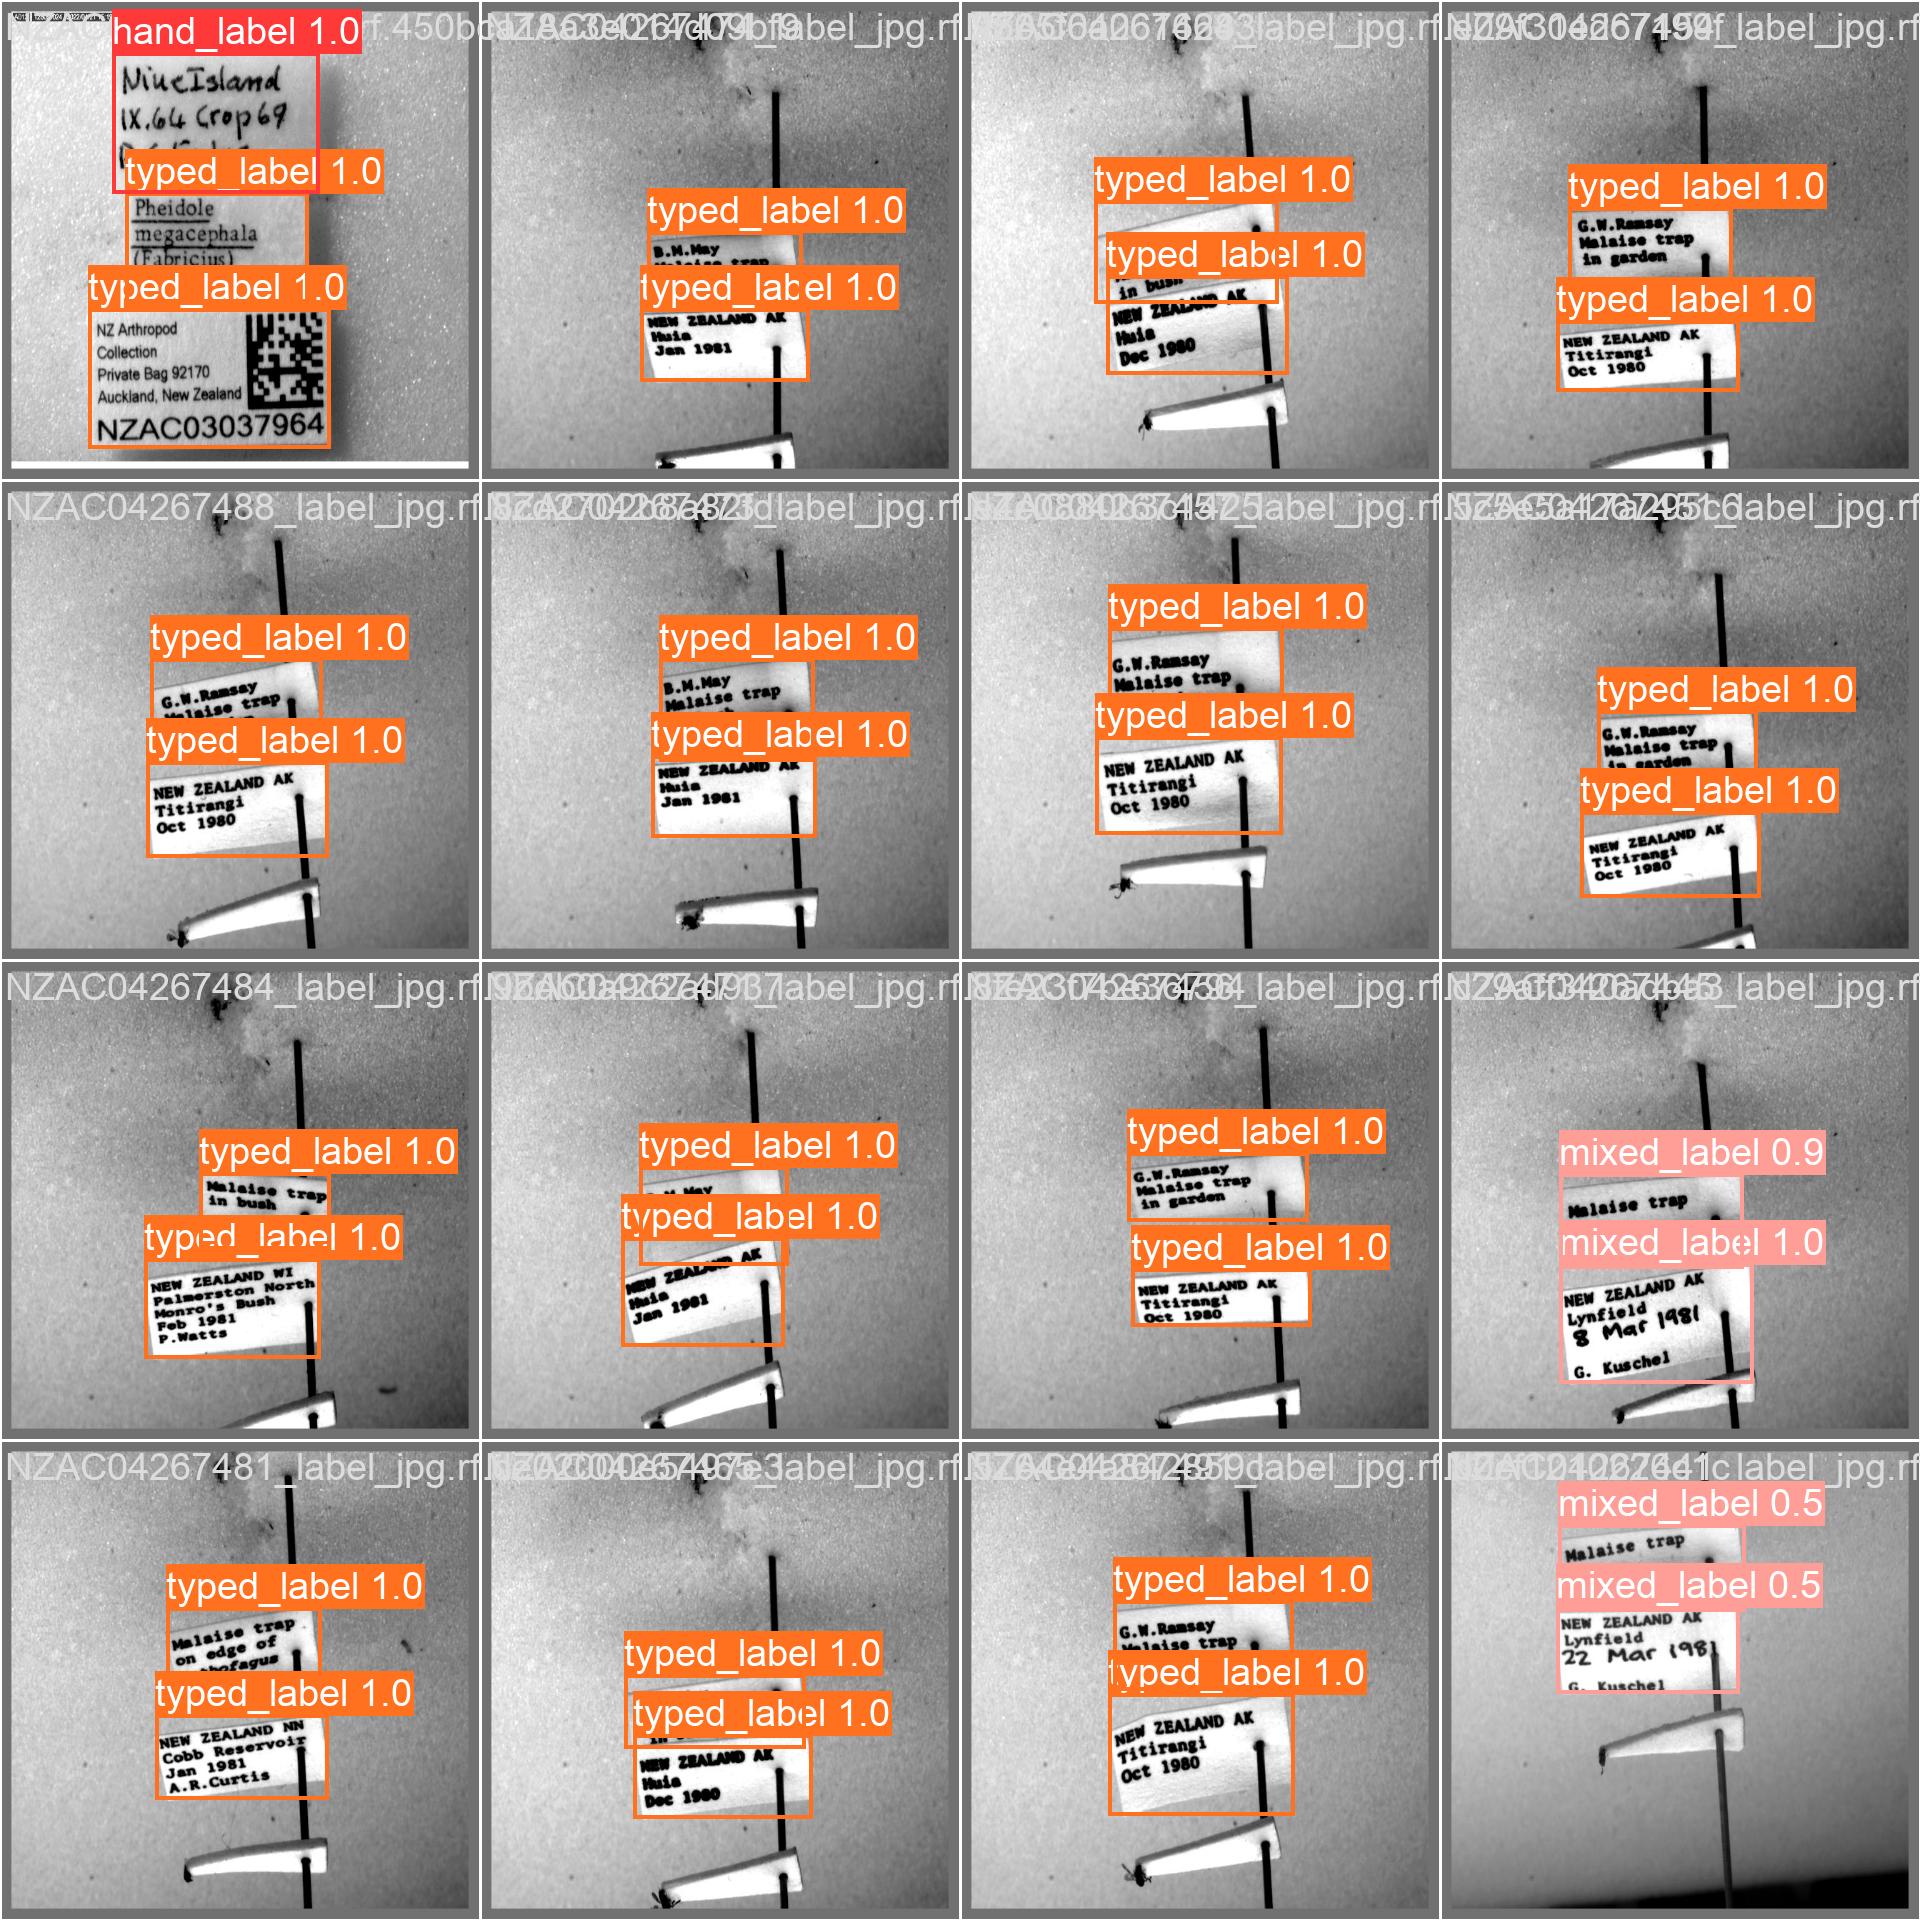 hand_label 1.0
NiueIsland
IX.64 Crop69
typed_label 1.0
Pheidole
megacephala
(Fabricius)
typed_label 1.0
NZ Arthropod
Collection
Private Bag 92170
Auckland, New Zealand
NZAC03037964
typed_label 1.0
B.M.May
Malaise trap
typed_label 1.0
NEW ZEALAND AK
Huia
Jan 1981
typed_label 1.0
typed_label 1.0
in bush
NEW ZEALAND AK
Huia
Dec 1980
typed_label 1.0
G.W.Ramsay
Malaise trap
in garden
typed_label 1.0
NEW ZEALAND AK
Titirangi
Oct 1980
NZAC04267488_label_jpg.rf
typed_label 1.0
G.W.Ramsay
Malaise trap
typed_label 1.0
NEW ZEALAND AK
Titirangi
Oct 1980
typed_label 1.0
B.M.May
Malaise trap
typed_label 1.0
NEW ZEALAND AK
Huia
Jan 1981
typed_label 1.0
G.W.Ramsay
Malaise trap
typed_label 1.0
NEW ZEALAND AK
Titirangi
Oct 1980
typed_label 1.0
G.W.Ramsay
Malaise trap
in garden
typed_label 1.0
NEW ZEALAND AK
Titirangi
Oct 1980
NZAC04267484_label_jpg.rf
typed_label 1.0
Malaise trap
in bush
typed_label 1.0
NEW ZEALAND WI
Palmerston North
Monro's Bush
Feb 1981
P.Watts
typed_label 1.0
May
typed_label 1.0
NEW ZEALAND AK
Huia
Jan 1981
typed_label 1.0
G.W.Ramsay
Malaise trap
in garden
typed_label 1.0
NEW ZEALAND AK
Titirangi
Oct 1980
mixed_label 0.9
Malaise trap
mixed_label 1.0
NEW ZEALAND AK
Lynfield
8 Mar 1981
G. Kuschel
NZAC04267481_label_jpg.rf
typed_label 1.0
Malaise trap
on edge of
typed_label 1.0
NEW ZEALAND NN
Cobb Reservoir
Jan 1981
A.R.Curtis
typed_label 1.0
typed_label 1.0
NEW ZEALAND AK
Huia
Dec 1980
typed_label 1.0
G.W.Ramsay
Malaise trap
typed_label 1.0
NEW ZEALAND AK
Titirangi
Oct 1980
mixed_label 0.5
Malaise trap
mixed_label 0.5
NEW ZEALAND AK
Lynfield
22 Mar 1981
G. Kuschel